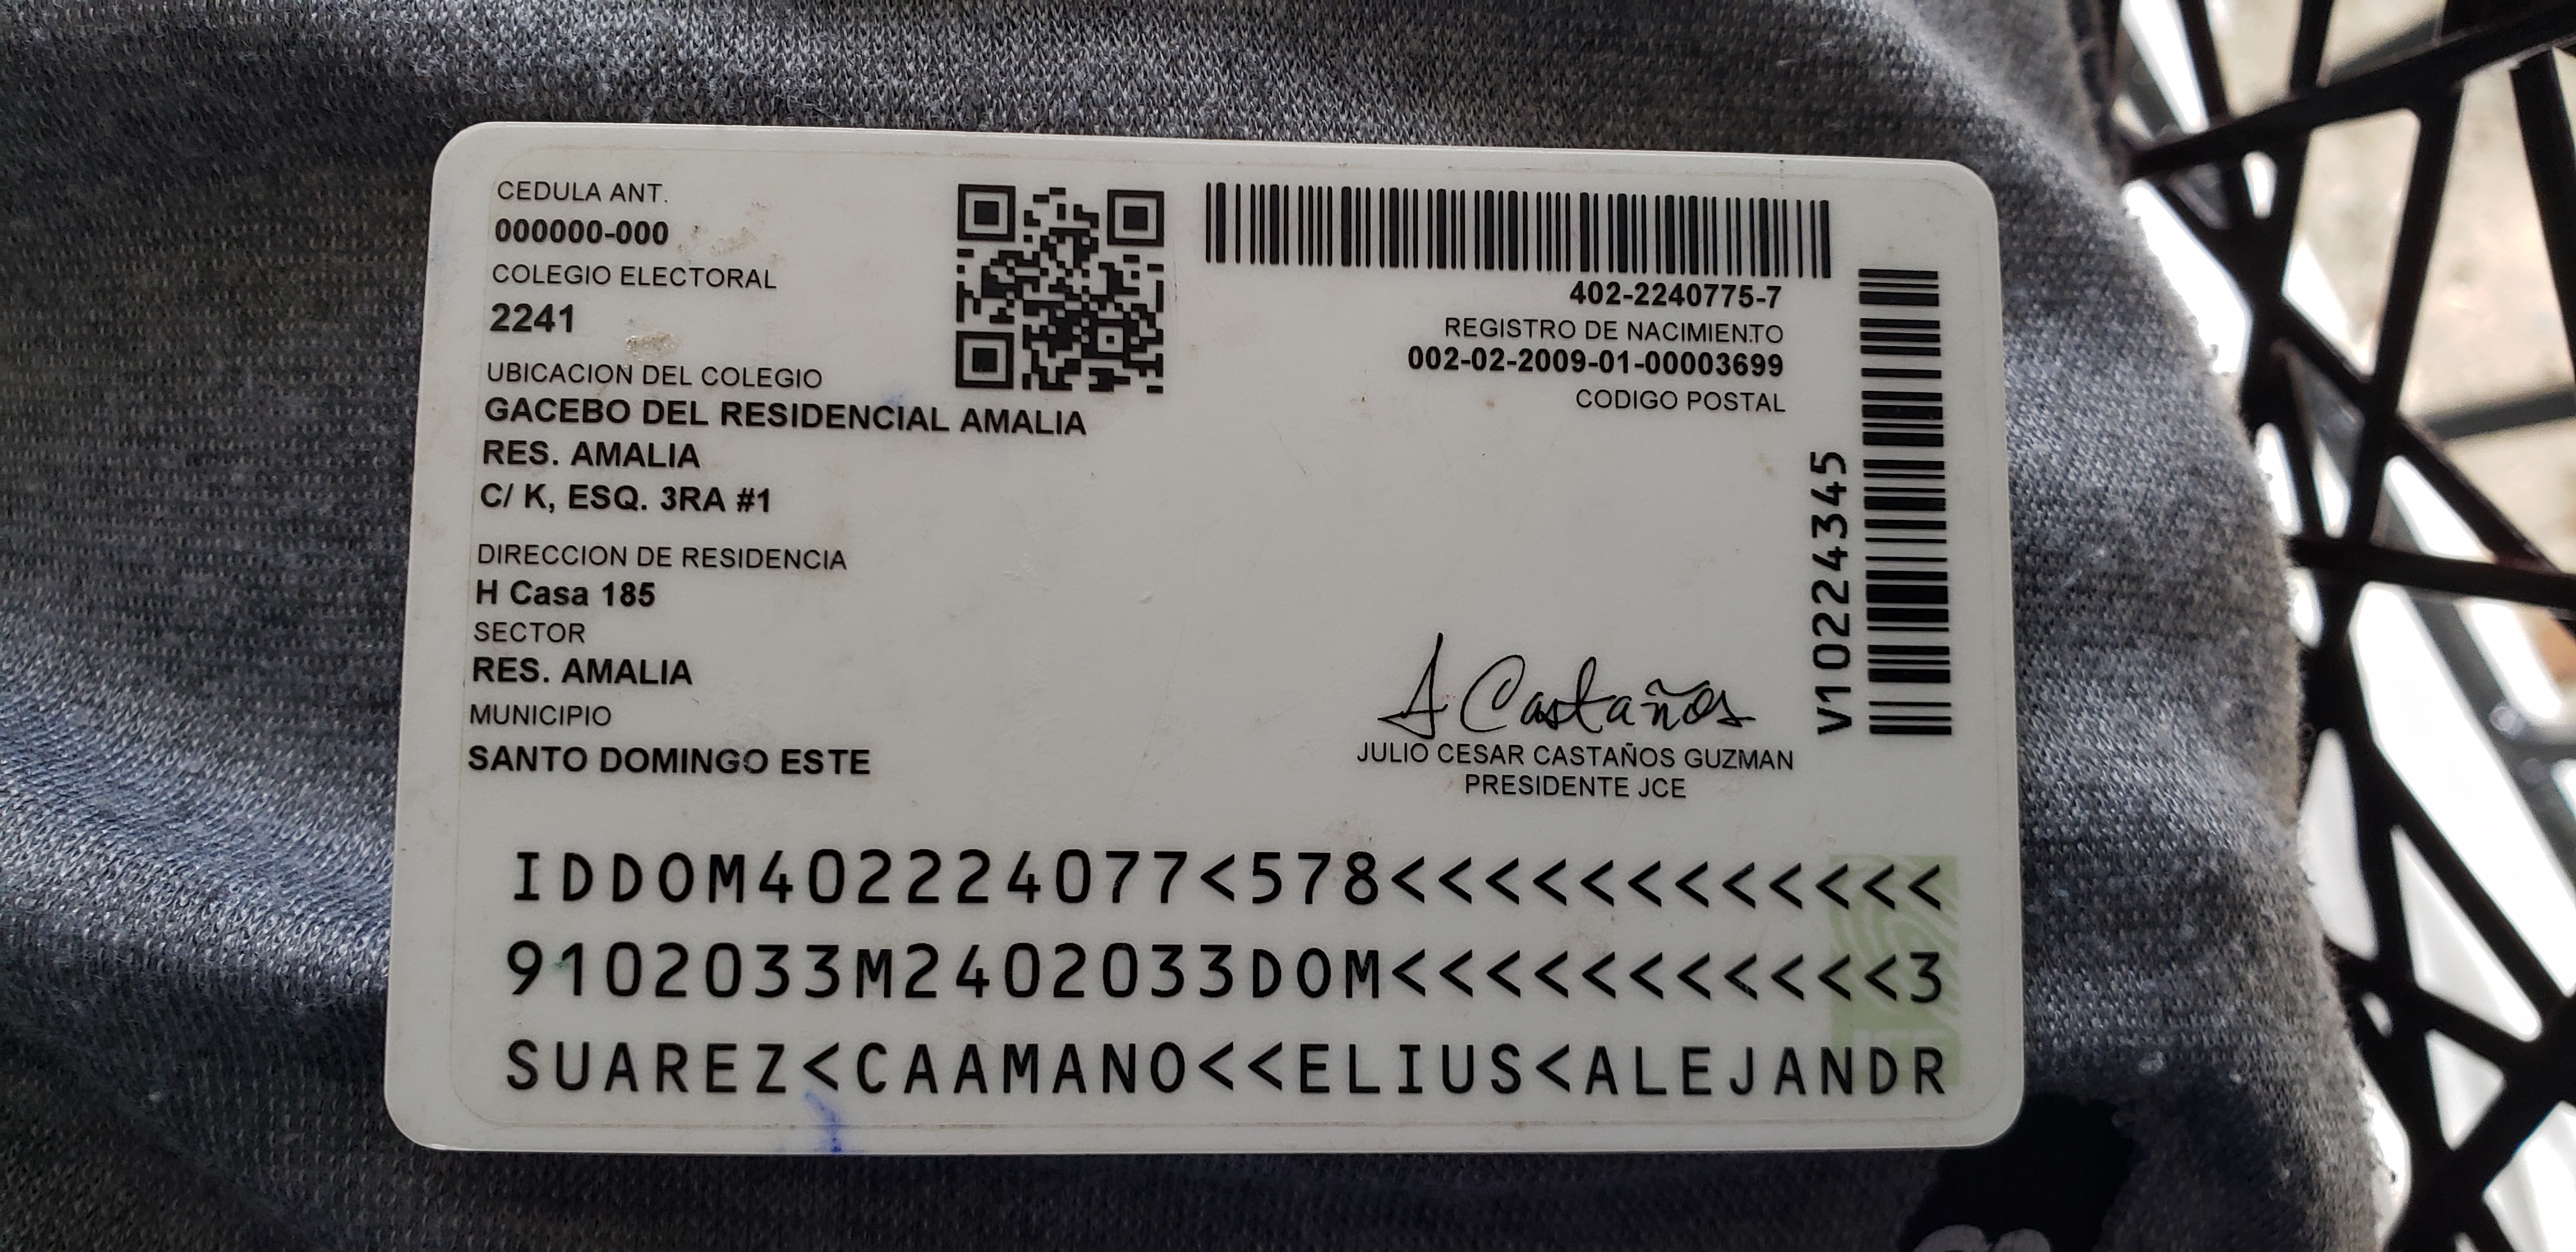 CEDULA ANT.
000000-000
COLEGIO ELECTORAL
2241
UBICACION DEL COLEGIO
GACEBO DEL RESIDENCIAL AMALIA
RES. AMALIA
C/ K, ESQ. 3RA #1
DIRECCION DE RESIDENCIA
H Casa 185
SECTOR
RES. AMALIA
MUNICIPIO
SANTO DOMINGO ESTE
402-2240775-7
REGISTRO DE NACIMIENTO
002-02-2009-01-00003699
CODIGO POSTAL
V10224345
JULIO CESAR CASTAÑOS GUZMAN
PRESIDENTE JCE
IDDOM402224077<578<<<<<<<<<<<<
9102033M2402033DOM<<<<<<<<<<<3
SUAREZ<CAAMANO<<ELIUS<ALEJANDR